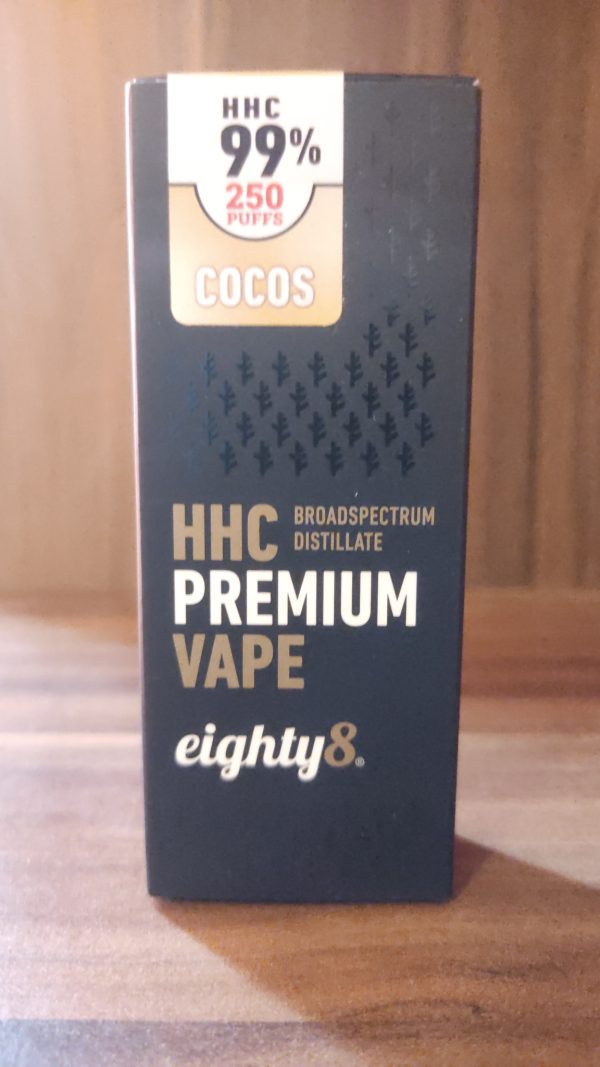 HHC
99%
250
PUFFS
COCOS
HHC BROADSPECTRUM
DISTILLATE
PREMIUM
VAPE
eighty8®